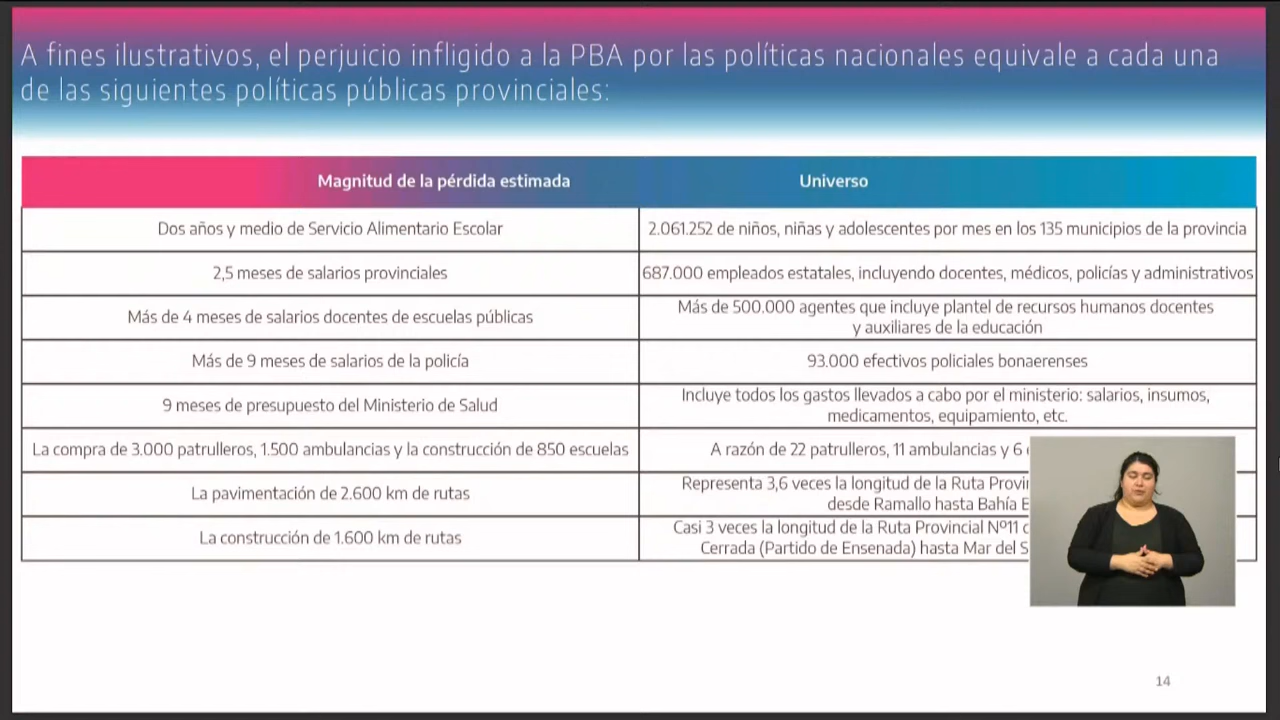 A fines ilustrativos, el perjuicio infligido a la PBA por las políticas nacionales equivale a cada una
de las siguientes políticas públicas provinciales:
Magnitud de la pérdida estimada
Universo
Dos años y medio de Servicio Alimentario Escolar
2.061.252 de niños, niñas y adolescentes por mes en los 135 municipios de la provincia
2,5 meses de salarios provinciales
687.000 empleados estatales, incluyendo docentes, médicos, policías y administrativos
Más de 4 meses de salarios docentes de escuelas públicas
Más de 500.000 agentes que incluye plantel de recursos humanos docentes
y auxiliares de la educación
Más de 9 meses de salarios de la policía
93.000 efectivos policiales bonaerenses
9 meses de presupuesto del Ministerio de Salud
Incluye todos los gastos llevados a cabo por el ministerio: salarios, insumos,
medicamentos, equipamiento, etc.
La compra de 3.000 patrulleros, 1.500 ambulancias y la construcción de 850 escuelas
A razón de 22 patrulleros, 11 ambulancias y 6
La pavimentación de 2.600 km de rutas
Representa 3,6 veces la longitud de la Ruta
desde Ramallo hasta Bahía
La construcción de 1.600 km de rutas
Casi 3 veces la longitud de la Ruta Provincial Nº11
Cerrada (Partido de Ensenada) hasta Mar del
14